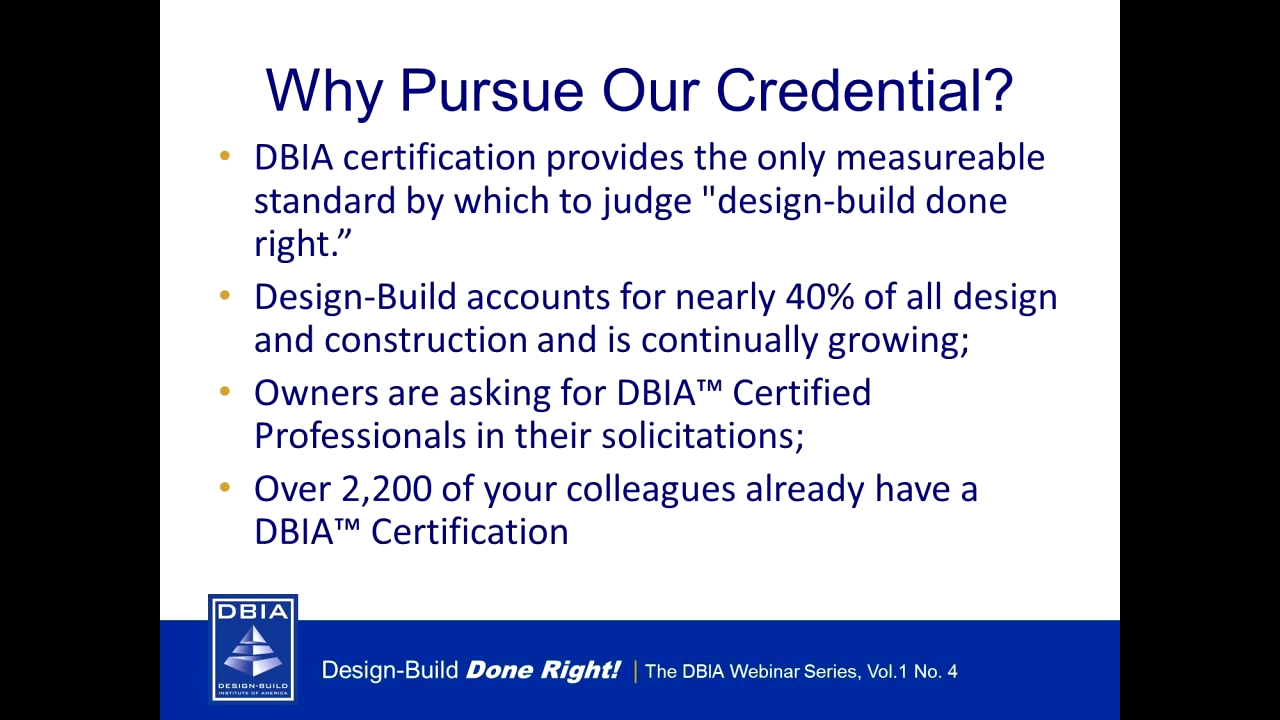 Why Pursue Our Credential?
• DBIA certification provides the only measureable
standard by which to judge "design-build done
right.”
• Design-Build accounts for nearly 40% of all design
and construction and is continually growing;
• Owners are asking for DBIA™ Certified
Professionals in their solicitations;
• Over 2,200 of your colleagues already have a
DBIA™ Certification
DBIA
DESIGN-BUILD
INSTITUTE OF AMERICA
Design-Build Done Right! | The DBIA Webinar Series, Vol.1 No. 4